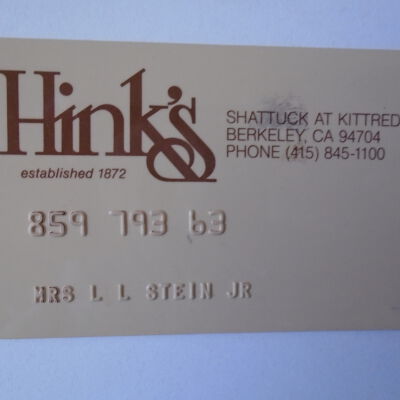 Hink's
established 1872
SHATTUCK AT KITTRED
BERKELEY, CA 94704
PHONE (415) 845-1100
859 793 63
MRS L L STEIN JR